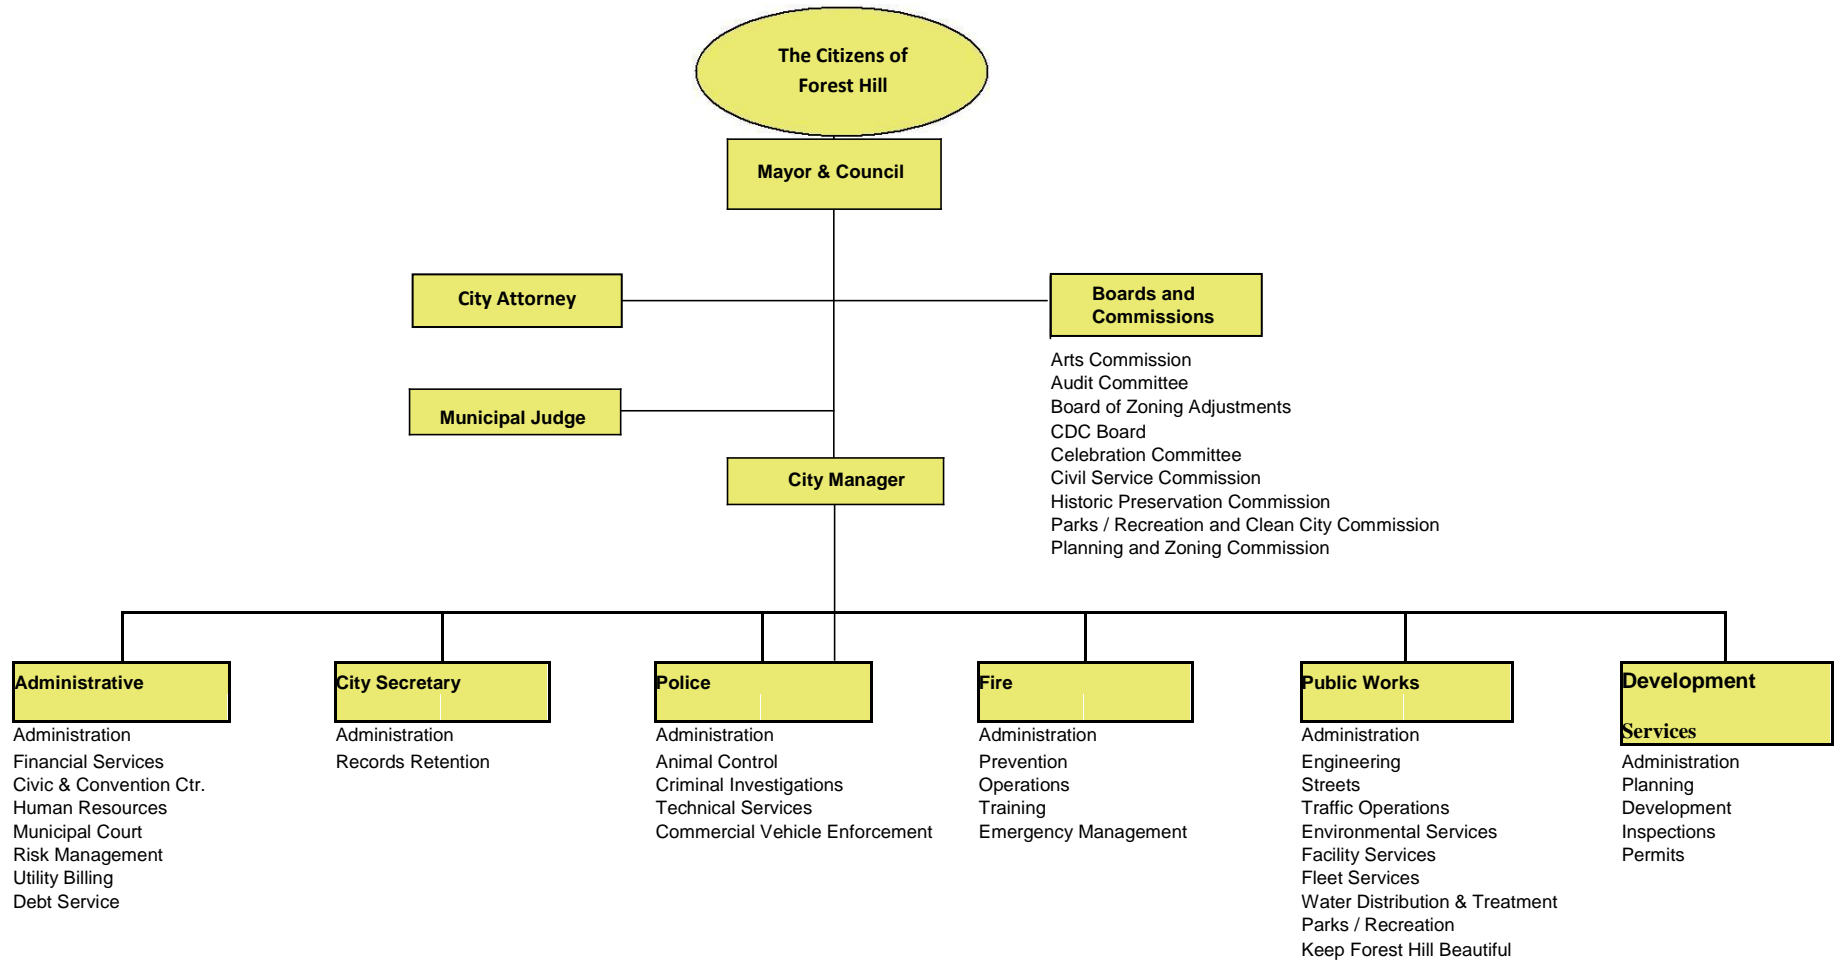 The Citizens of
Forest Hill
Mayor & Council
City Attorney
Boards and
Commissions
Arts Commission
Audit Committee
Board of Zoning Adjustments
CDC Board
Celebration Committee
Civil Service Commission
Historic Preservation Commission
Parks / Recreation and Clean City Commission
Planning and Zoning Commission
Municipal Judge
City Manager
Administrative
Administration
Financial Services
Civic & Convention Ctr.
Human Resources
Municipal Court
Risk Management
Utility Billing
Debt Service
City Secretary
Administration
Records Retention
Police
Administration
Animal Control
Criminal Investigations
Technical Services
Commercial Vehicle Enforcement
Fire
Administration
Prevention
Operations
Training
Emergency Management
Public Works
Administration
Engineering
Streets
Traffic Operations
Environmental Services
Facility Services
Fleet Services
Water Distribution & Treatment
Parks / Recreation
Keep Forest Hill Beautiful
Development
Services
Administration
Planning
Development
Inspections
Permits